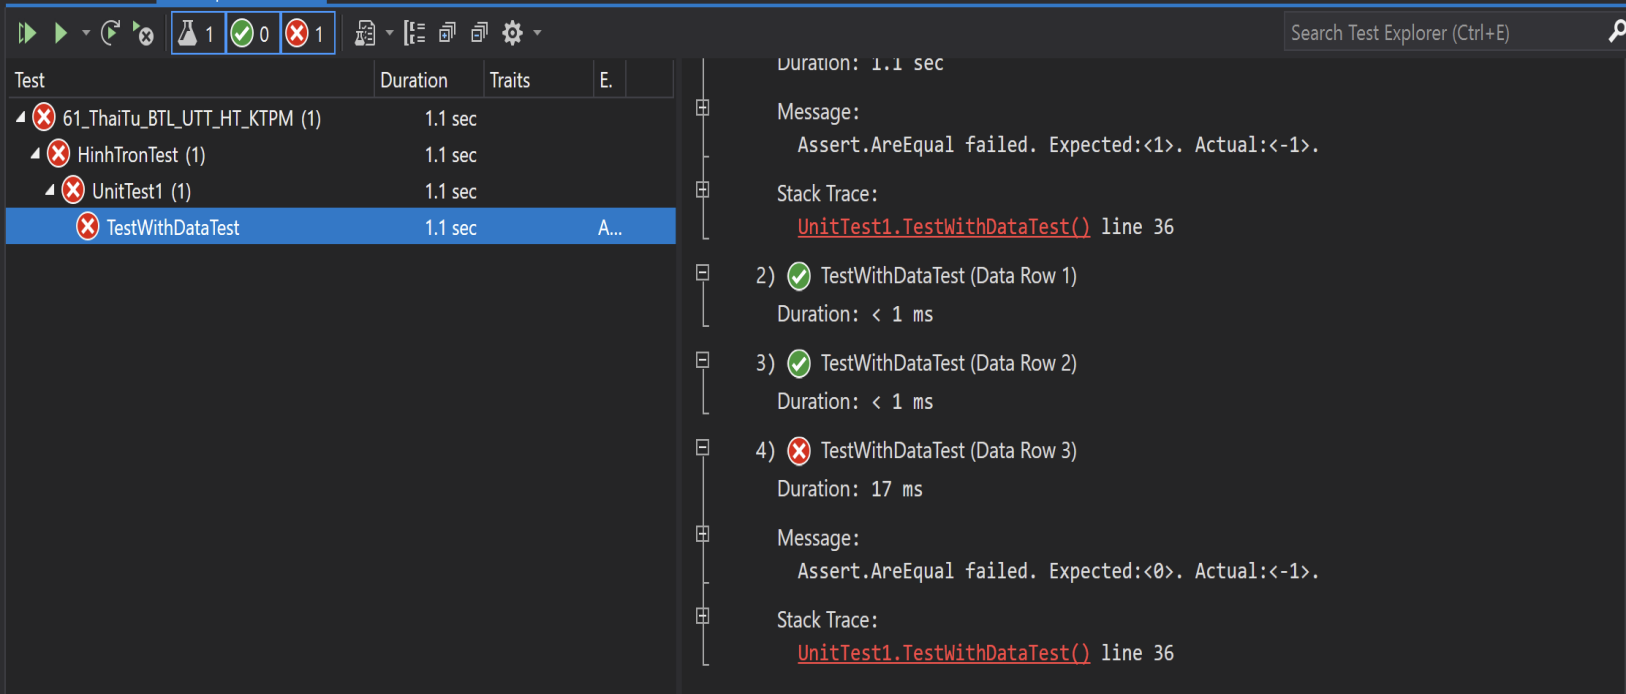 1 0 1
Search Test Explorer (Ctrl+E)
Test Duration Traits E.
61_ThaiTu_BTL_UTT_HT_KTPM (1) 1.1 sec
HinhTronTest (1) 1.1 sec
UnitTest1 (1) 1.1 sec
TestWithDataTest 1.1 sec A...
Duration: 1.1 sec
Message:
Assert.AreEqual failed. Expected:<1>. Actual:<-1>.
Stack Trace:
UnitTest1.TestWithDataTest() line 36
2) TestWithDataTest (Data Row 1)
Duration: < 1 ms
3) TestWithDataTest (Data Row 2)
Duration: < 1 ms
4) TestWithDataTest (Data Row 3)
Duration: 17 ms
Message:
Assert.AreEqual failed. Expected:<0>. Actual:<-1>.
Stack Trace:
UnitTest1.TestWithDataTest() line 36